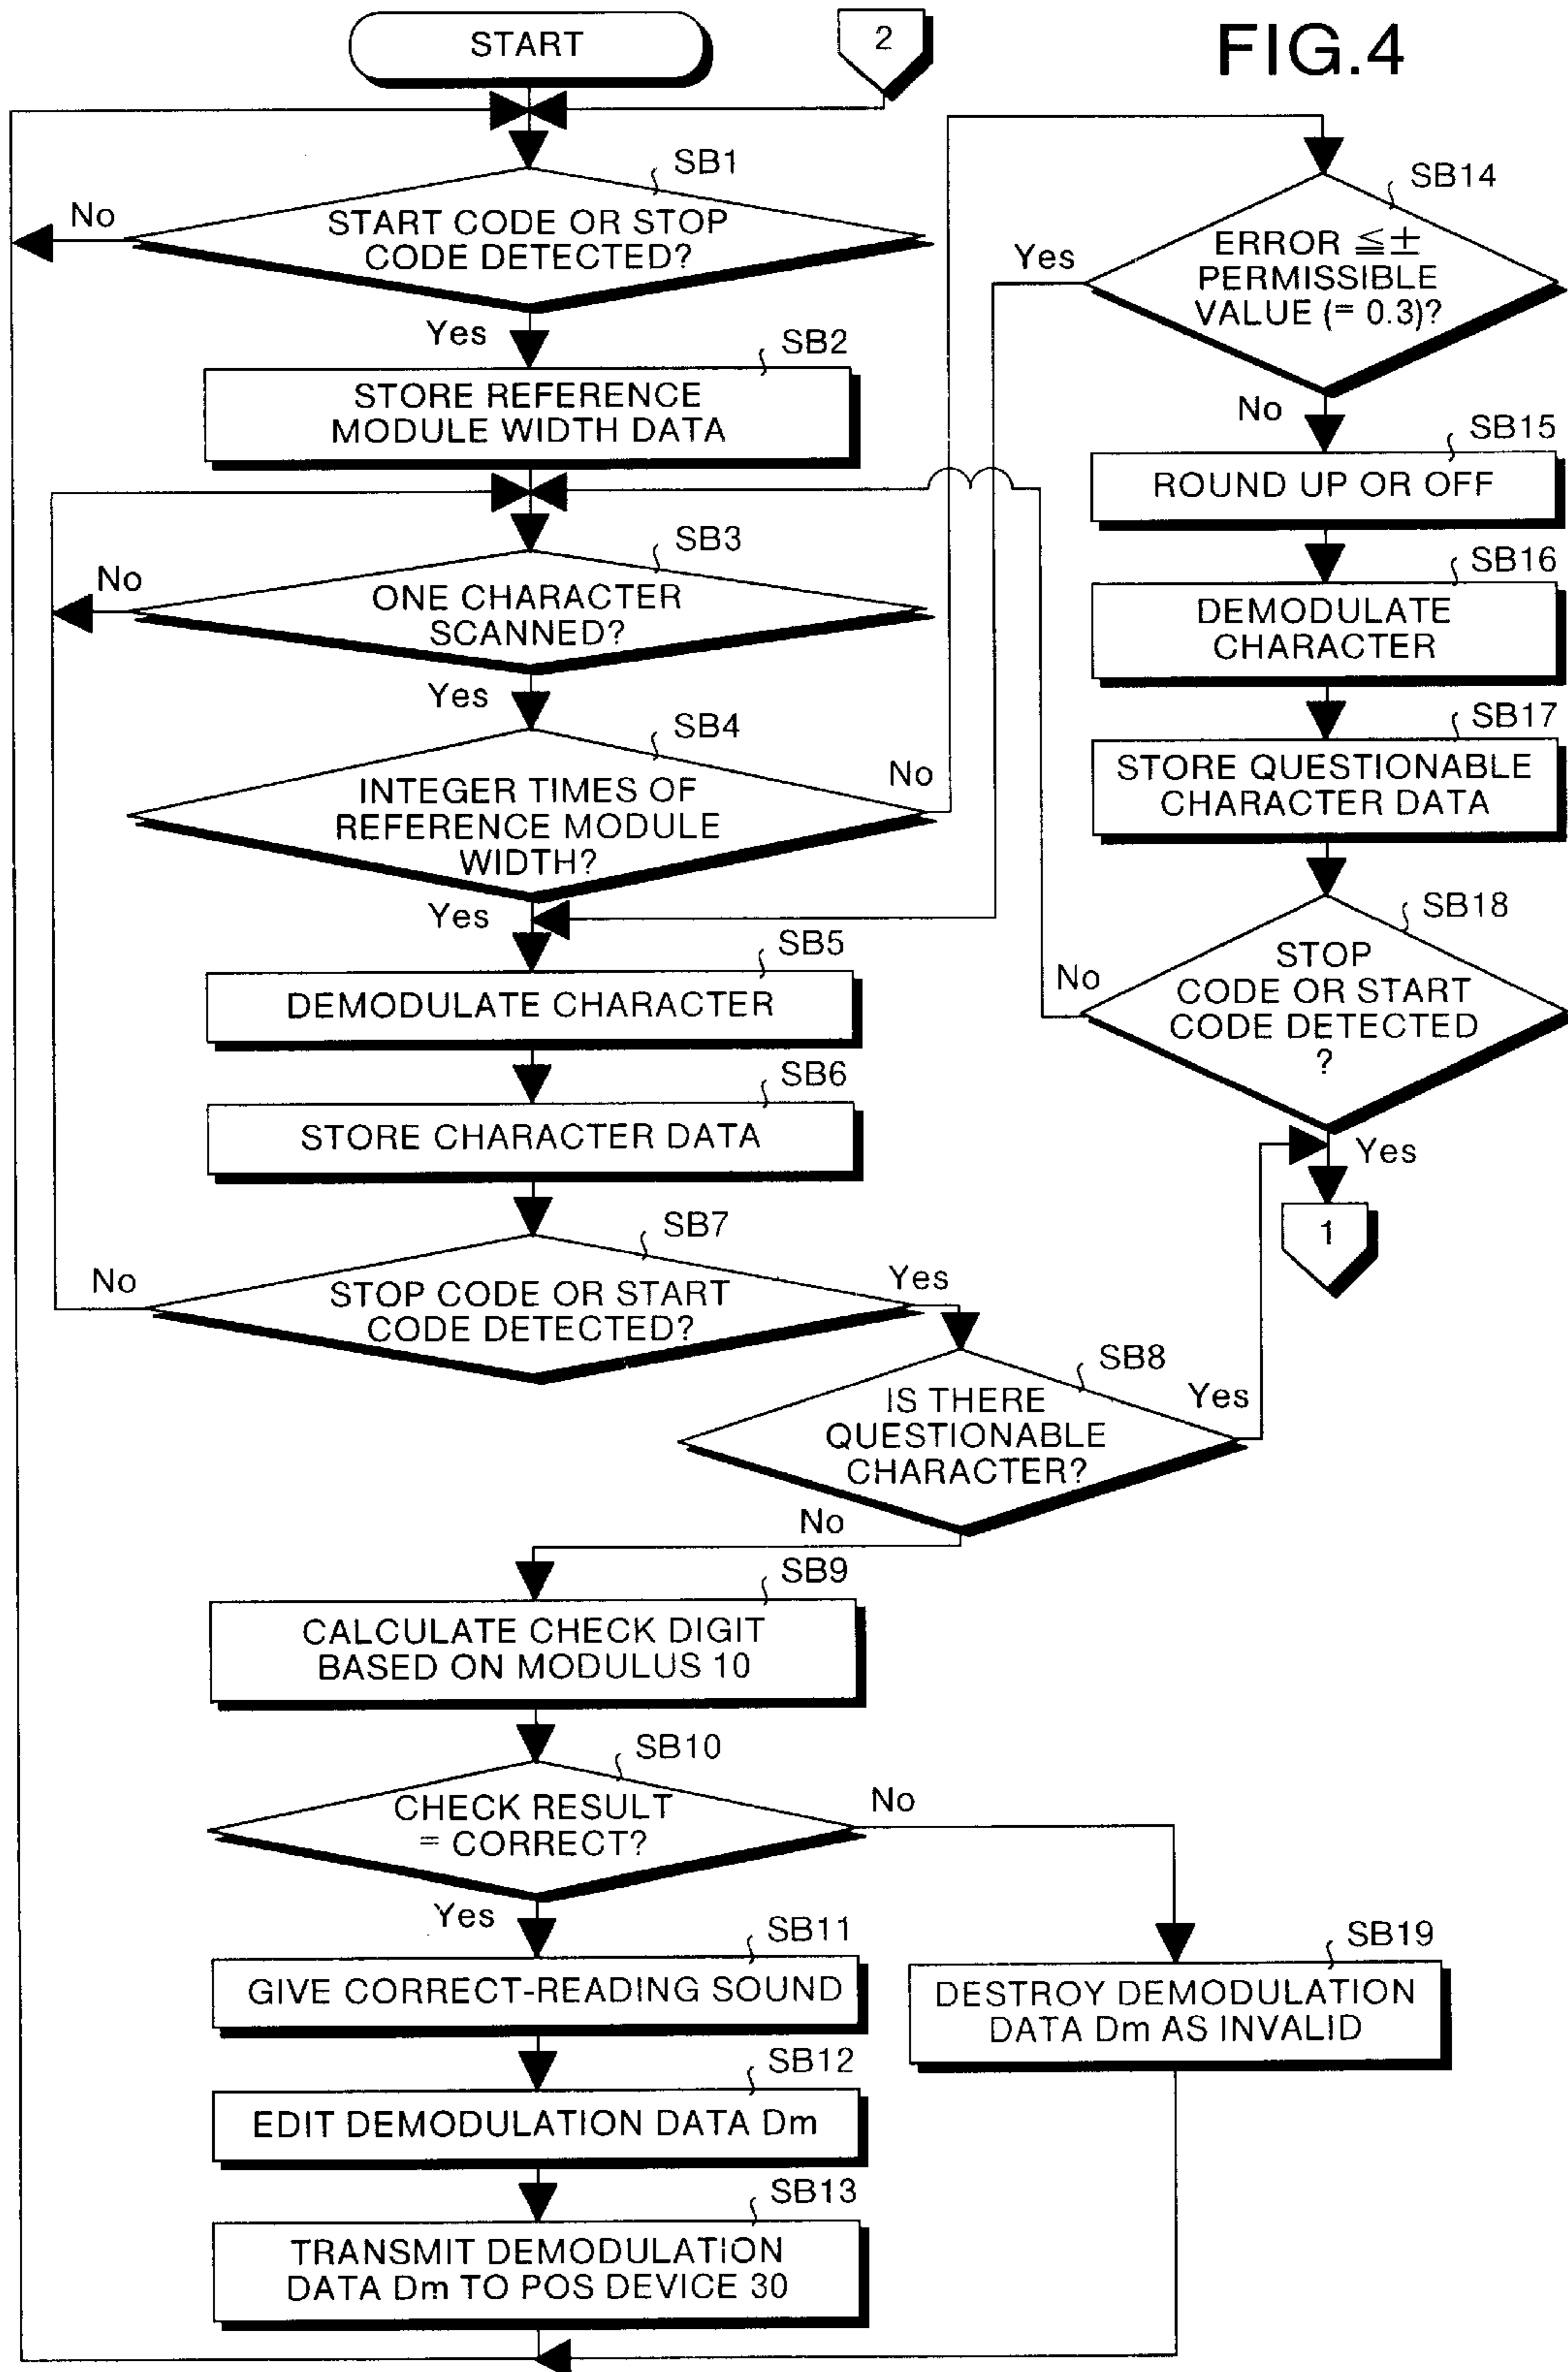 FIG.4
START
2
SB1
START CODE OR STOP
CODE DETECTED?
No
Yes
SB2
STORE REFERENCE
MODULE WIDTH DATA
SB3
ONE CHARACTER
SCANNED?
No
Yes
SB4
INTEGER TIMES OF
REFERENCE MODULE
WIDTH?
No
Yes
SB5
DEMODULATE CHARACTER
SB6
STORE CHARACTER DATA
SB7
STOP CODE OR START
CODE DETECTED?
No
Yes
SB8
IS THERE
QUESTIONABLE
CHARACTER?
Yes
No
SB9
CALCULATE CHECK DIGIT
BASED ON MODULUS 10
SB10
CHECK RESULT
= CORRECT?
No
Yes
SB11
GIVE CORRECT-READING SOUND
SB12
EDIT DEMODULATION DATA Dm
SB13
TRANSMIT DEMODULATION
DATA Dm TO POS DEVICE 30
SB14
ERROR ≦±
PERMISSIBLE
VALUE (= 0.3)?
Yes
No
SB15
ROUND UP OR OFF
SB16
DEMODULATE
CHARACTER
SB17
STORE QUESTIONABLE
CHARACTER DATA
SB18
STOP
CODE OR START
CODE DETECTED
?
No
Yes
1
SB19
DESTROY DEMODULATION
DATA Dm AS INVALID